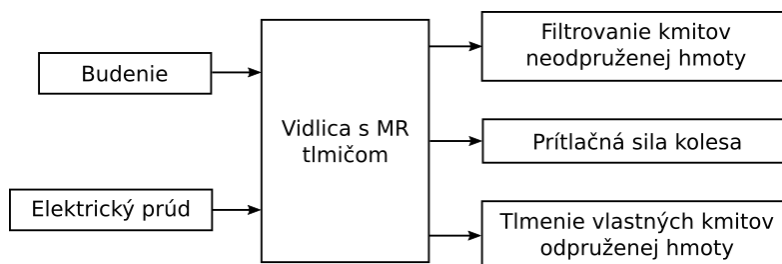 Budenie
Elektrický prúd
Vidlica s MR
tlmičom
Filtrovanie kmitov
neodpruženej hmoty
Prítlačná sila kolesa
Tlmenie vlastných kmitov
odpruženej hmoty